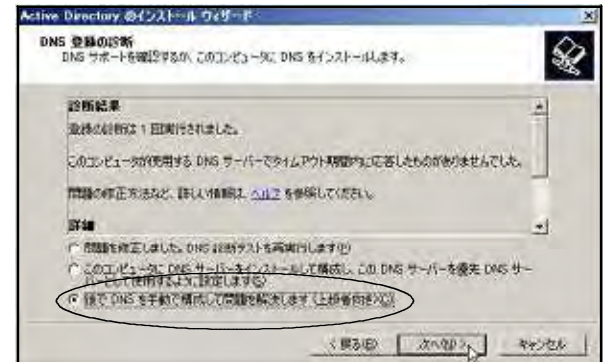 Active Directory のインストール ウィザード
DNS 登録の診断
DNS サポートを確認するか、このコンピュータに DNS をインストールします。
診断結果
登録の診断は 1 回実行されました。
このコンピュータが使用する DNS サーバーでタイムアウト期間内に応答したものがありませんでした。
問題の修正方法など、詳しい情報は、ヘルプ を参照してください。
詳細
問題を修正しました。DNS 診断テストを再実行します(P)
このコンピュータに DNS サーバーをインストールして構成し、この DNS サーバーを優先 DNS サー
バーとして使用するように設定します(S)
後で DNS を手動で構成して問題を解決します (上級者向き)(C)
< 戻る(B)
次へ(N) >
キャンセル